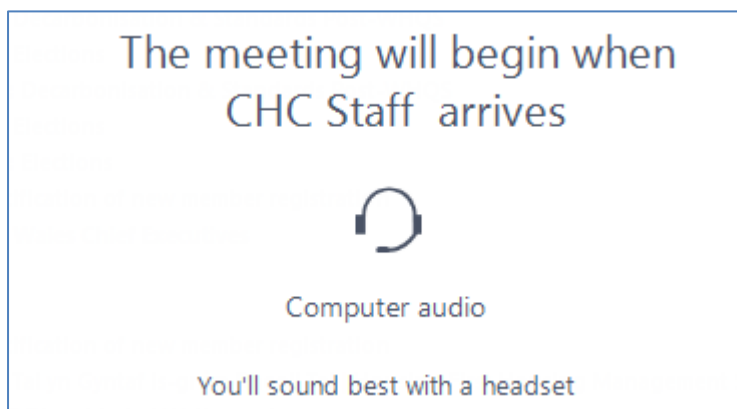 The meeting will begin when
CHC Staff arrives
Computer audio
You'll sound best with a headset